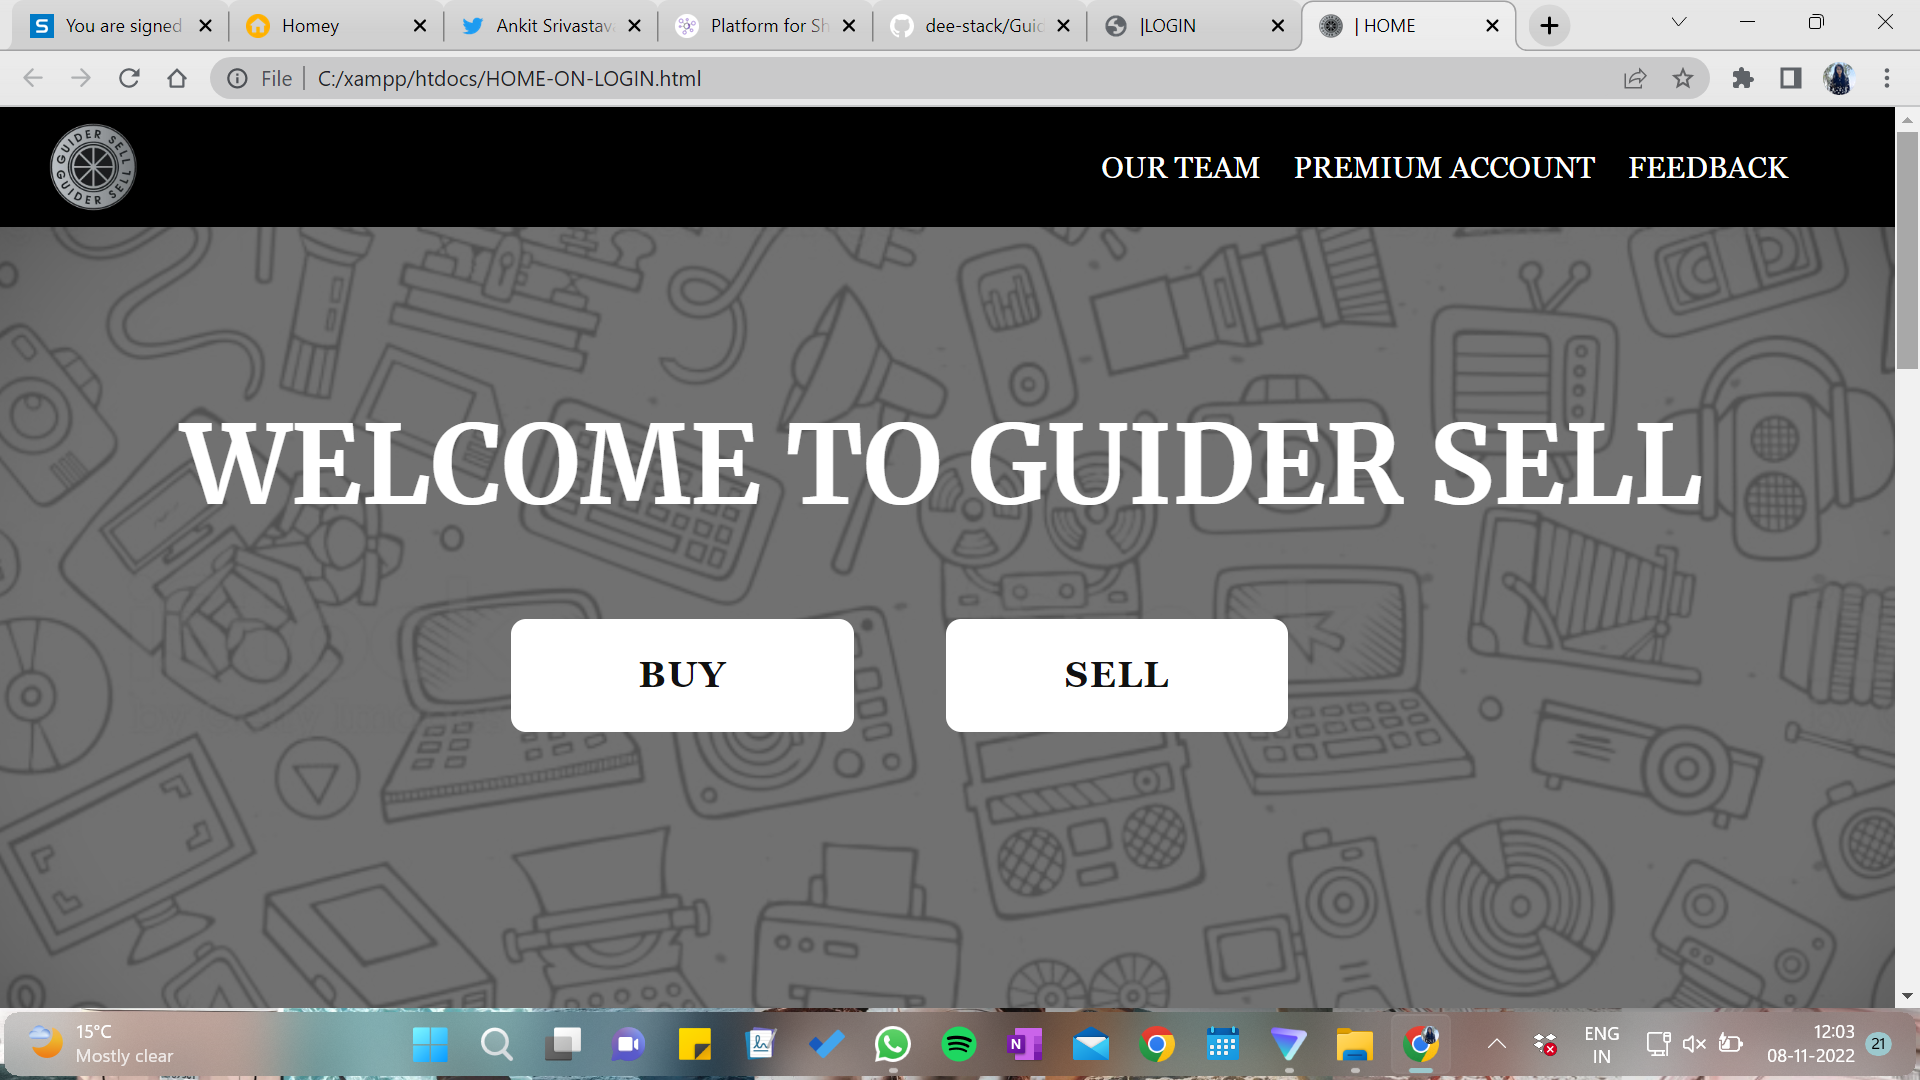 You are signed
Homey
Ankit Srivastava
Platform for Sh
dee-stack/Guid
|LOGIN
| HOME
File
C:/xampp/htdocs/HOME-ON-LOGIN.html
GUIDER SELL GUIDER SELL
OUR TEAM
PREMIUM ACCOUNT
FEEDBACK
WELCOME TO GUIDER SELL
BUY
SELL
15°C
Mostly clear
ENG
IN
12:03
08-11-2022
21